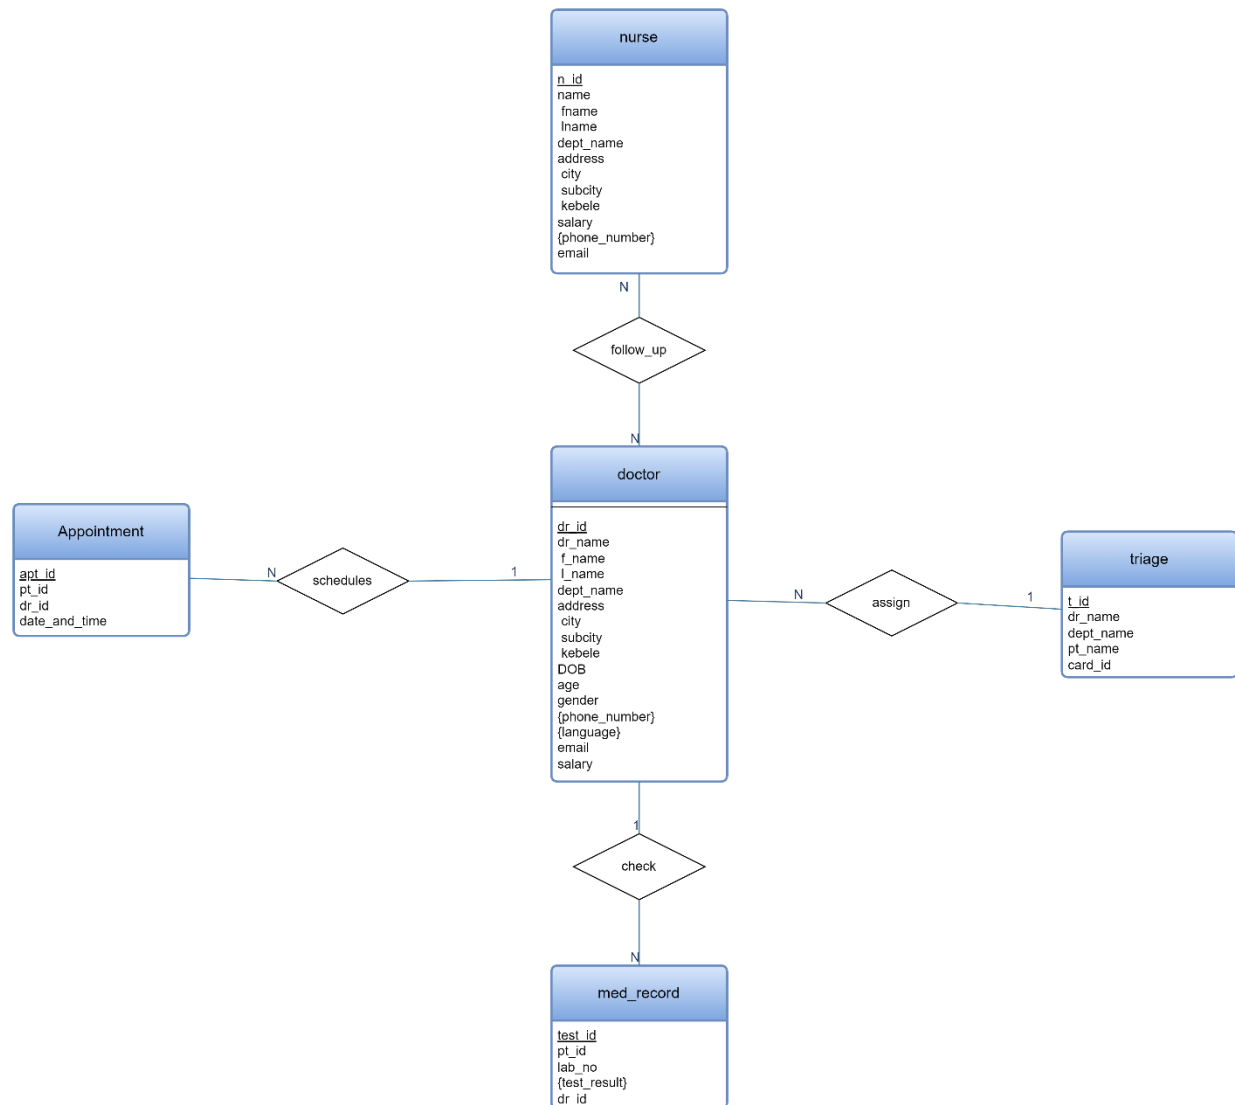 nurse
n_id
name
fname
lname
dept_name
address
city
subcity
kebele
salary
{phone_number}
email
N
follow_up
N
doctor
dr_id
dr_name
f_name
l_name
dept_name
address
city
subcity
kebele
DOB
age
gender
{phone_number}
{language}
email
salary
Appointment
apt_id
pt_id
dr_id
date_and_time
N
schedules
1
N
assign
1
triage
t_id
dr_name
dept_name
pt_name
card_id
1
check
N
med_record
test_id
pt_id
lab_no
{test_result}
dr_id